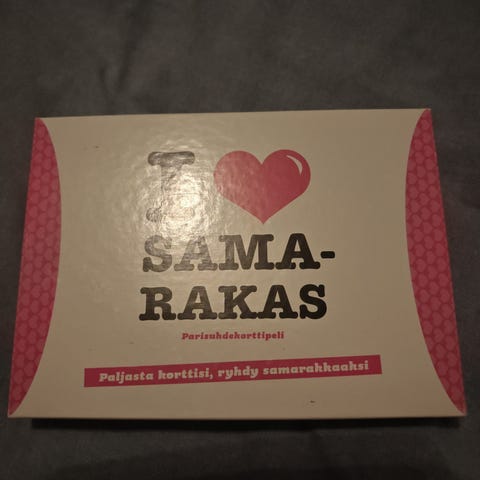 I
SAMA-
RAKAS
Parisuhdekorttipeli
Paljasta korttisi, ryhdy samarakkaaksi